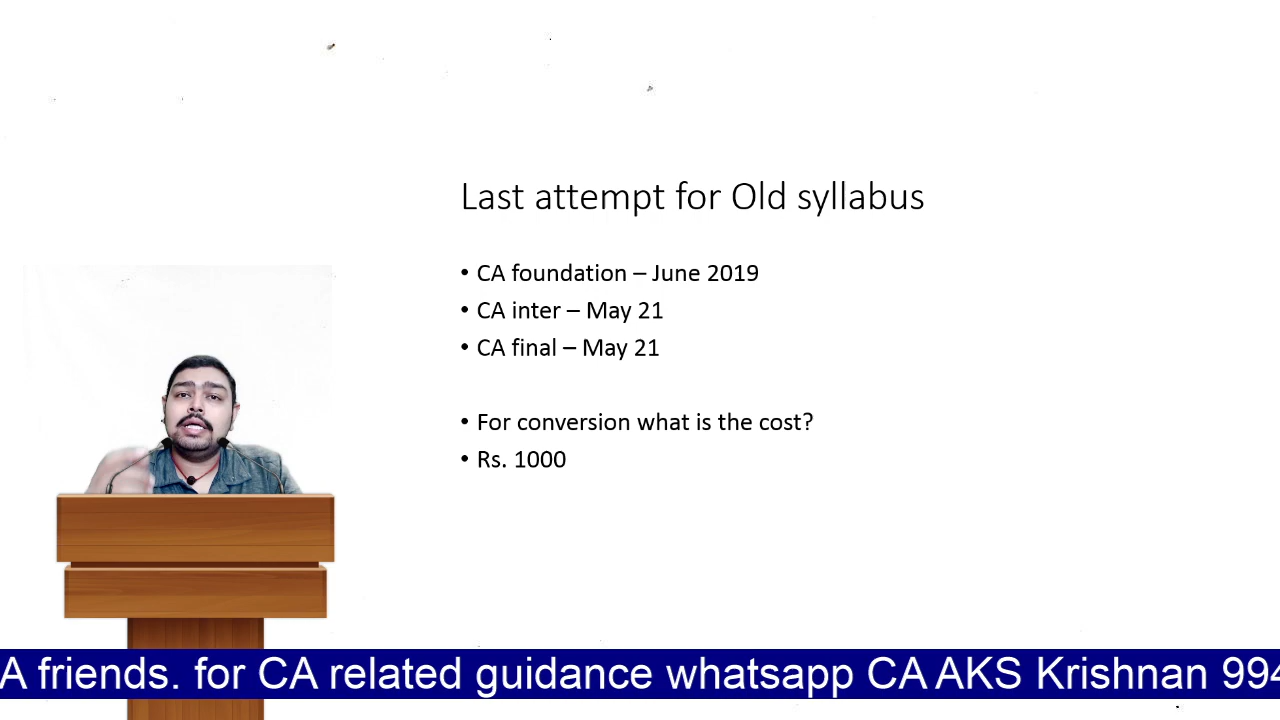 Last attempt for Old syllabus
• CA foundation – June 2019
• CA inter – May 21
• CA final – May 21
• For conversion what is the cost?
• Rs. 1000
A friends. for CA related guidance whatsapp CA AKS Krishnan 994